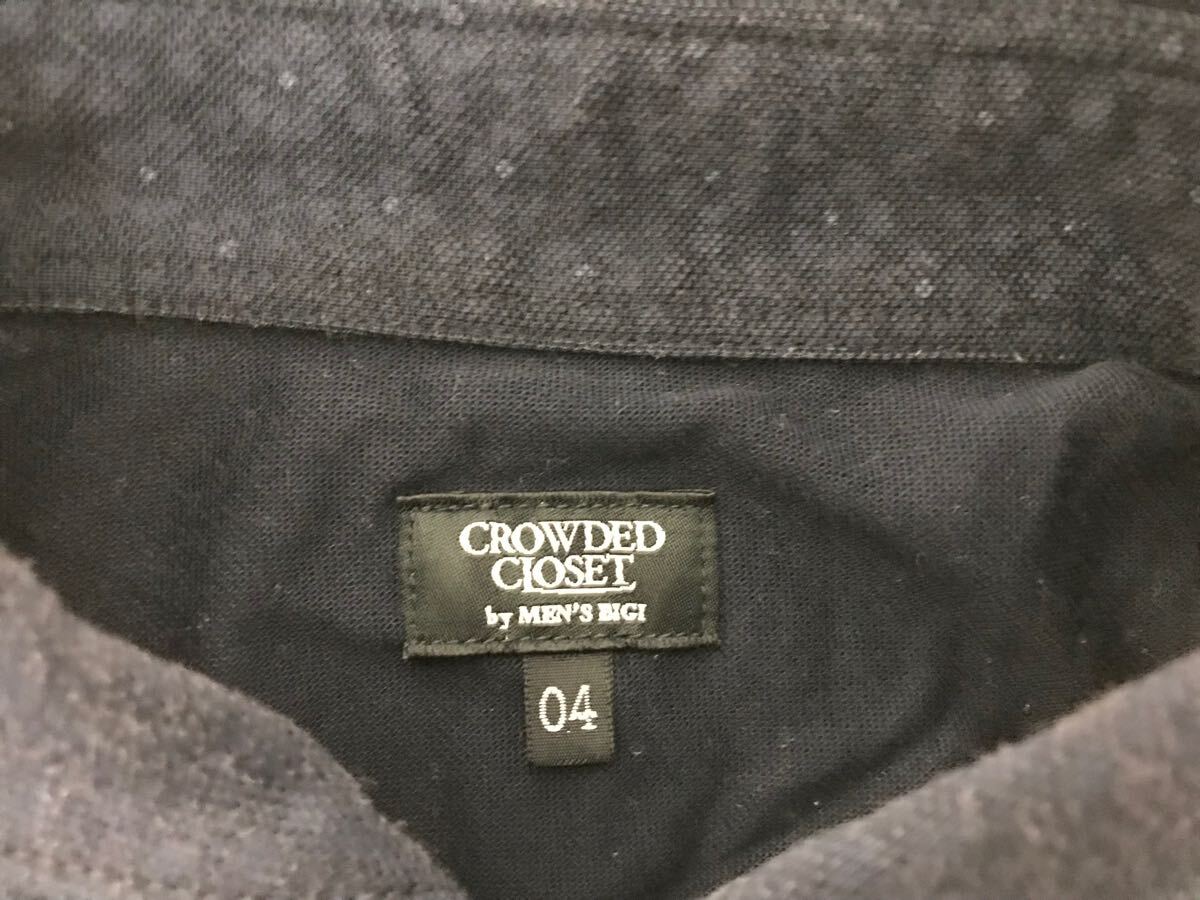 CROWDED
CLOSET
by MEN'S BIGI
04